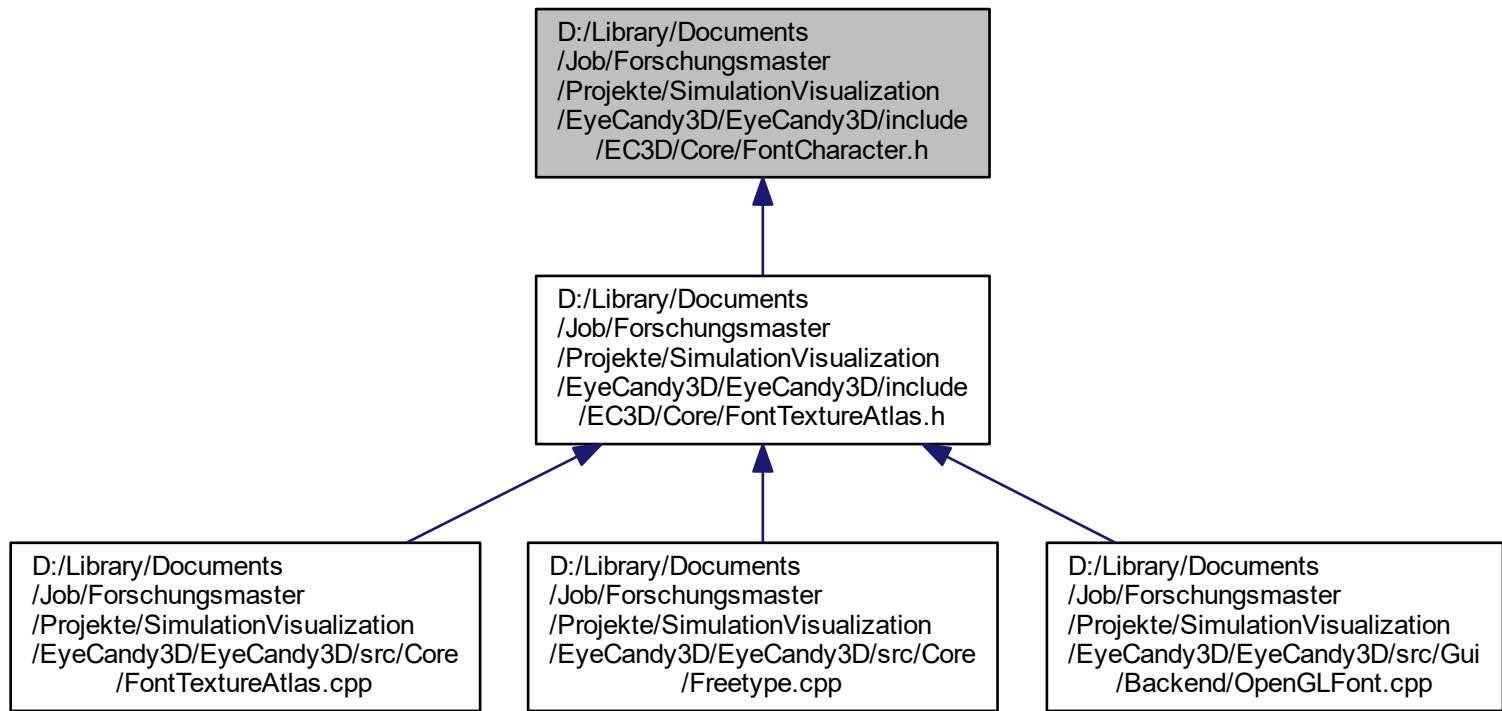 D:/Library/Documents
/Job/Forschungsmaster
/Projekte/SimulationVisualization
/EyeCandy3D/EyeCandy3D/include
/EC3D/Core/FontCharacter.h
D:/Library/Documents
/Job/Forschungsmaster
/Projekte/SimulationVisualization
/EyeCandy3D/EyeCandy3D/include
/EC3D/Core/FontTextureAtlas.h
D:/Library/Documents
/Job/Forschungsmaster
/Projekte/SimulationVisualization
/EyeCandy3D/EyeCandy3D/src/Core
/FontTextureAtlas.cpp
D:/Library/Documents
/Job/Forschungsmaster
/Projekte/SimulationVisualization
/EyeCandy3D/EyeCandy3D/src/Core
/Freetype.cpp
D:/Library/Documents
/Job/Forschungsmaster
/Projekte/SimulationVisualization
/EyeCandy3D/EyeCandy3D/src/Gui
/Backend/OpenGLFont.cpp